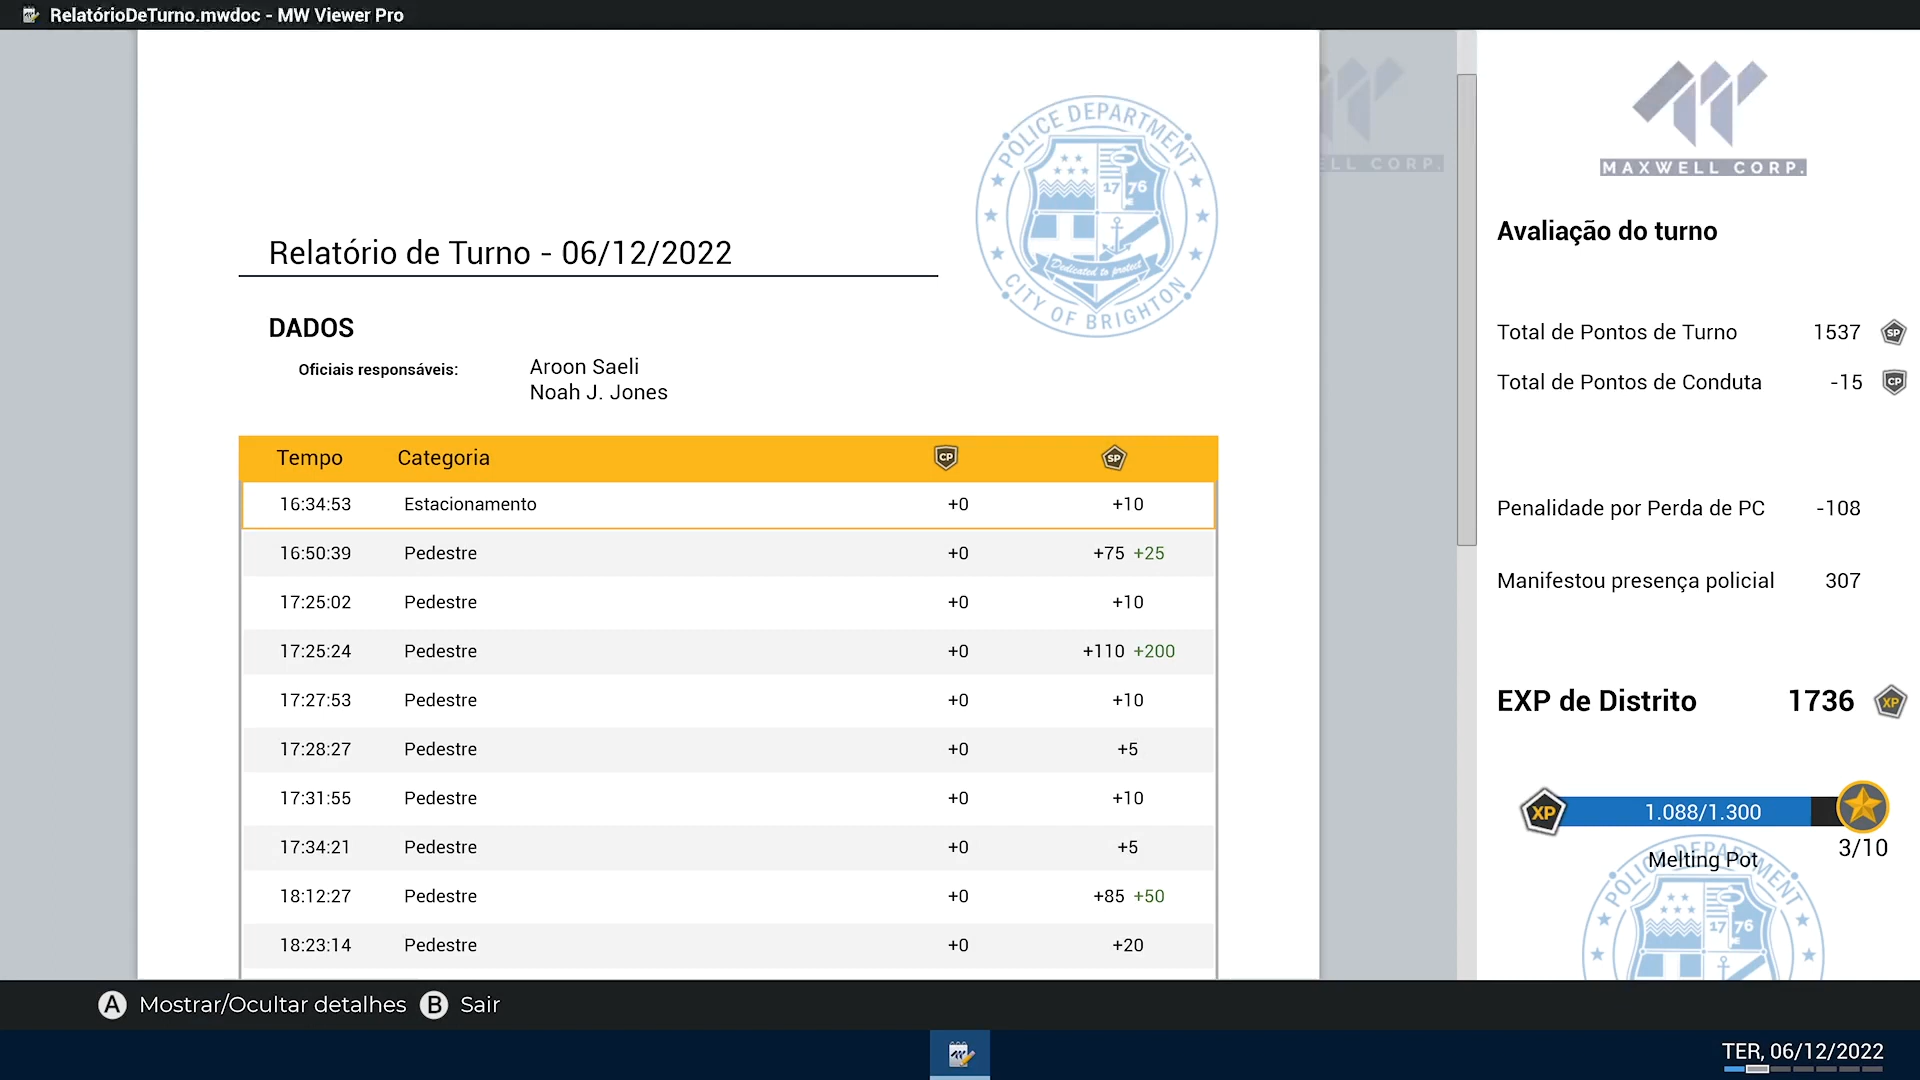 RelatórioDeTurno.mwdoc - MW Viewer Pro
POLICE DEPARTMENT
17 76
Dedicated to protect
CITY OF BRIGHTON
LL CORP.
MAXWELL CORP.
Relatório de Turno - 06/12/2022
DADOS
Oficiais responsáveis: Aroon Saeli
Noah J. Jones
Tempo Categoria CP SP
16:34:53 Estacionamento +0 +10
16:50:39 Pedestre +0 +75 +25
17:25:02 Pedestre +0 +10
17:25:24 Pedestre +0 +110 +200
17:27:53 Pedestre +0 +10
17:28:27 Pedestre +0 +5
17:31:55 Pedestre +0 +10
17:34:21 Pedestre +0 +5
18:12:27 Pedestre +0 +85 +50
18:23:14 Pedestre +0 +20
Avaliação do turno
Total de Pontos de Turno 1537 SP
Total de Pontos de Conduta -15 CP
Penalidade por Perda de PC -108
Manifestou presença policial 307
EXP de Distrito 1736 XP
XP 1.088/1.300
3/10
Melting Pot
POLICE DEPARTMENT
17 76
A Mostrar/Ocultar detalhes B Sair
TER, 06/12/2022